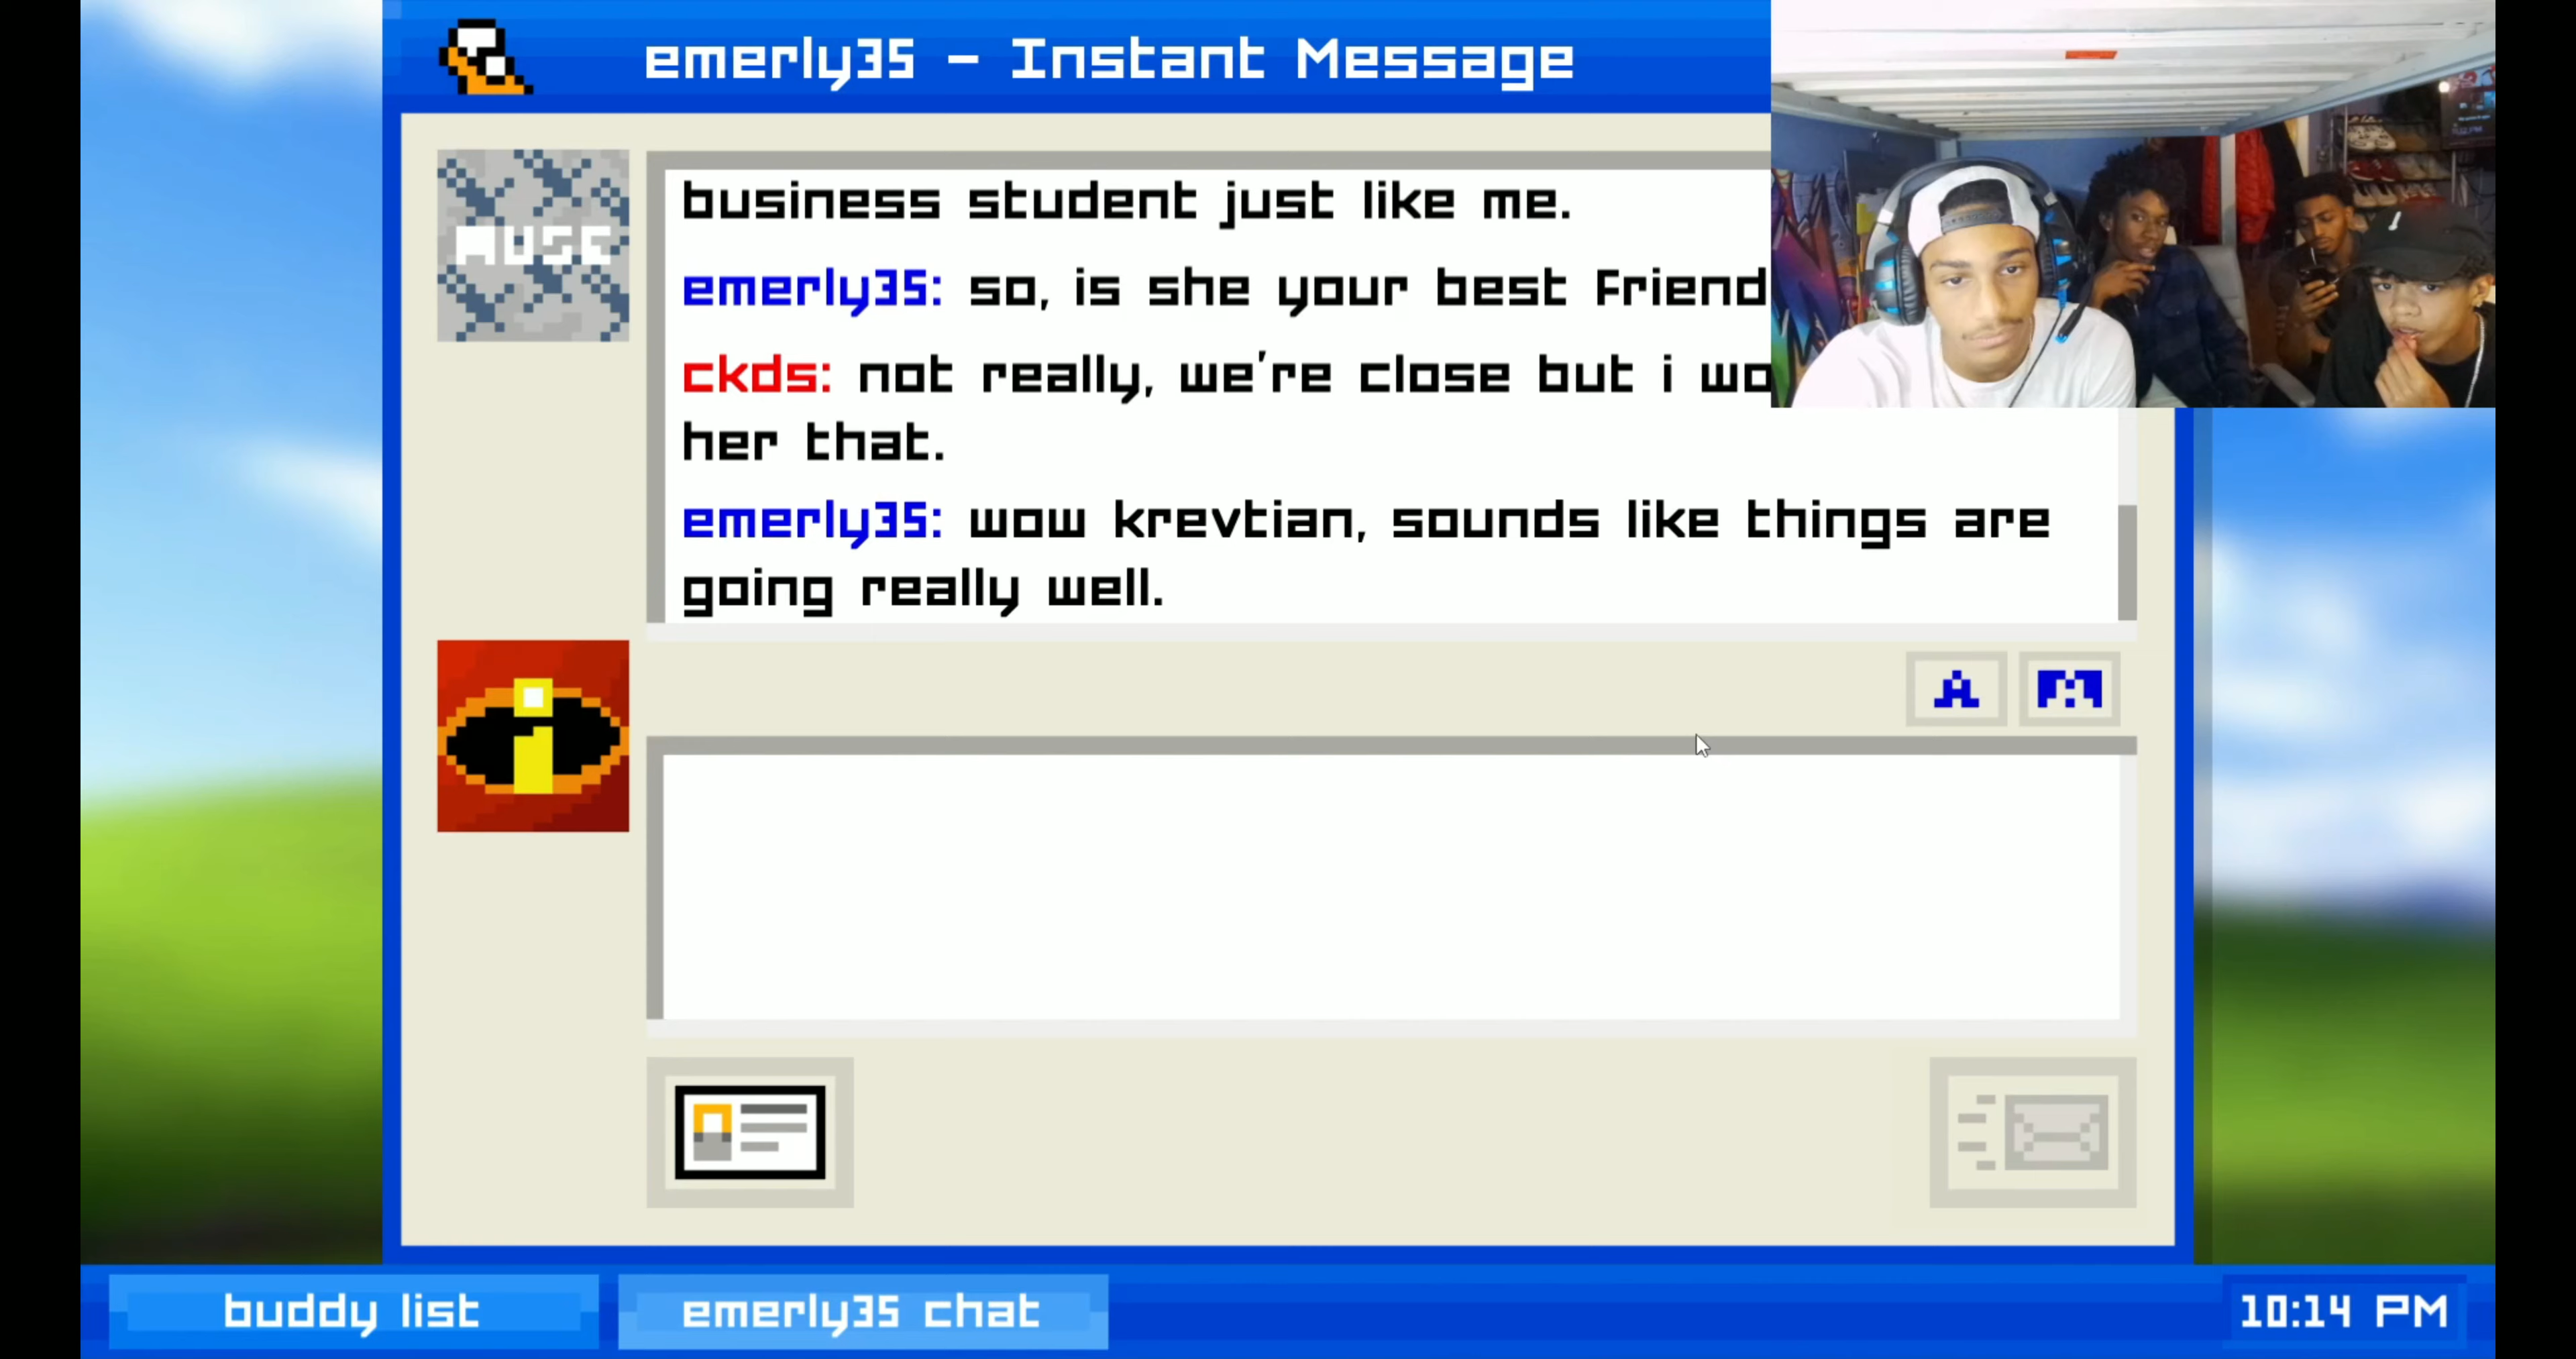 emerly35 - Instant Message
MUSE
business student just like me.
emerly35: so, is she your best friend
ckds: not really, we're close but i
her that.
emerly35: wow krevtian, sounds like things are
going really well.
i
A
buddy list
emerly35 chat
10:14 PM